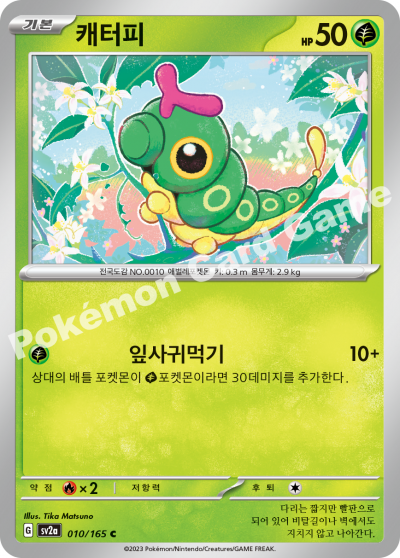 기본 캐터피 HP 50
전국도감 NO.0010 애벌레포켓몬 키: 0.3 m 몸무게: 2.9 kg
잎사귀먹기 10+
상대의 배틀 포켓몬이 포켓몬이라면 30데미지를 추가한다.
약점 ×2 저항력 후퇴
Illus. Tika Matsuno
G sv2a 010/165 C
다리는 짧지만 빨판으로
되어 있어 비탈길이나 벽에서도
지치지 않고 나아간다.
©2023 Pokémon/Nintendo/Creatures/GAME FREAK.
Pokémon Card Game